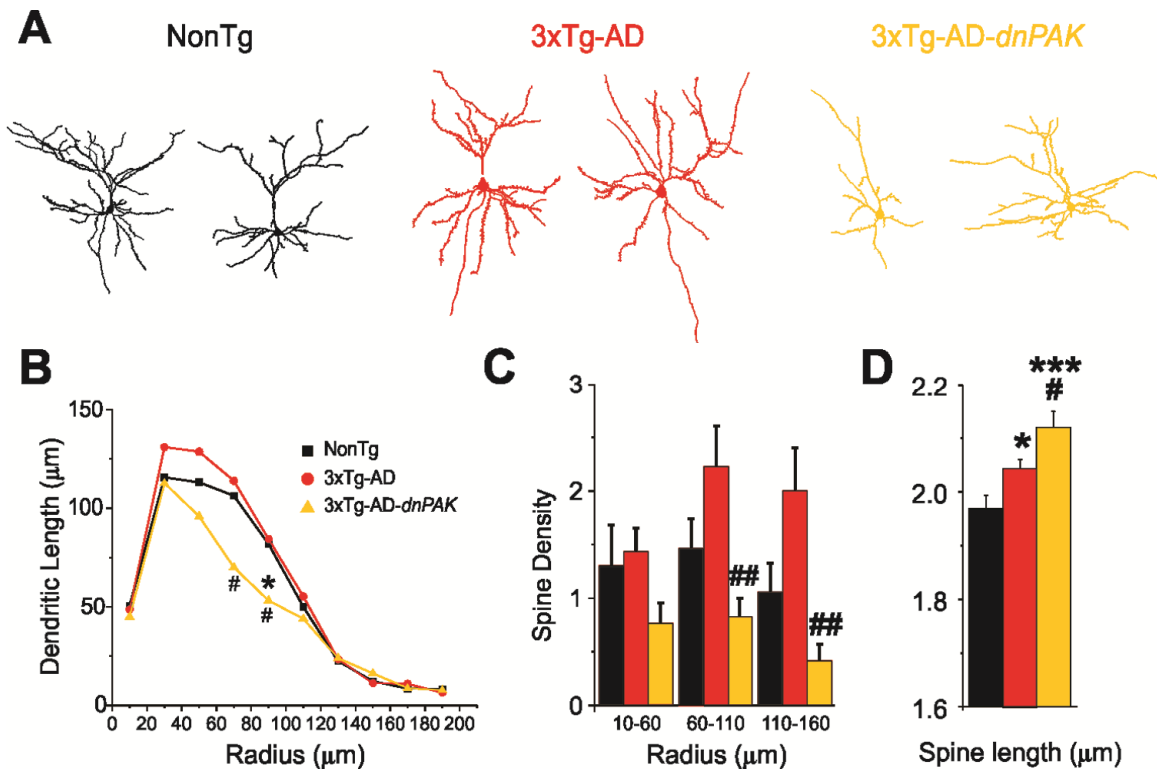 A
NonTg
3xTg-AD
3xTg-AD-dnPAK
B
Dendritic Length (μm)
150
100
50
0
NonTg
3xTg-AD
3xTg-AD-dnPAK
#
*
#
0 20 40 60 80 100 120 140 160 180 200
Radius (μm)
C
Spine Density
3
2
1
0
##
##
10-60 60-110 110-160
Radius (μm)
D
2.2
2.0
1.8
1.6
*
***
#
Spine length (μm)